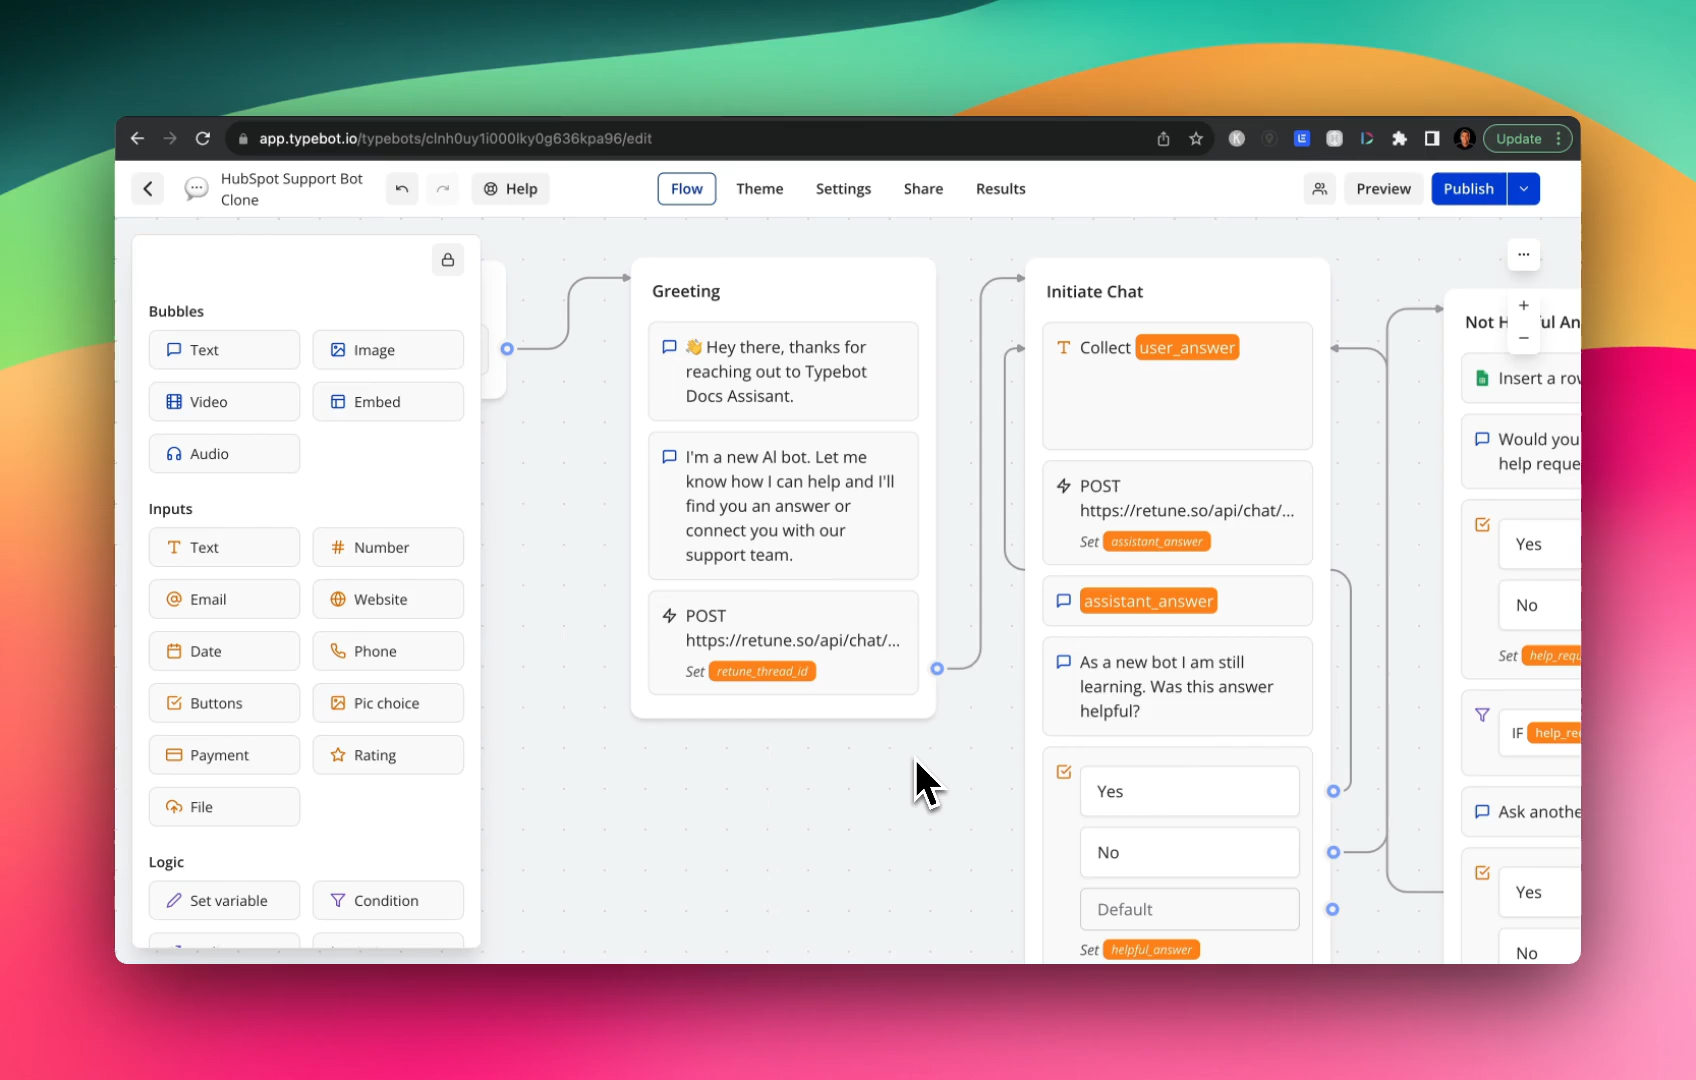 app.typebot.io/typebots/clnh0uy1i000lky0g636kpa96/edit
Update
HubSpot Support Bot
Clone
Help
Flow
Theme
Settings
Share
Results
Preview
Publish
Bubbles
Text
Image
Video
Embed
Audio
Inputs
Text
Number
Email
Website
Date
Phone
Buttons
Pic choice
Payment
Rating
File
Logic
Set variable
Condition
Greeting
👋 Hey there, thanks for
reaching out to Typebot
Docs Assisant.
I'm a new AI bot. Let me
know how I can help and I'll
find you an answer or
connect you with our
support team.
POST
https://retune.so/api/chat/...
Set retune_thread_id
Initiate Chat
Collect user_answer
POST
https://retune.so/api/chat/...
Set assistant_answer
assistant_answer
As a new bot I am still
learning. Was this answer
helpful?
Yes
No
Default
Set helpful_answer
Not
Insert a
Would you
help
Yes
No
Set
IF
Ask
Yes
No